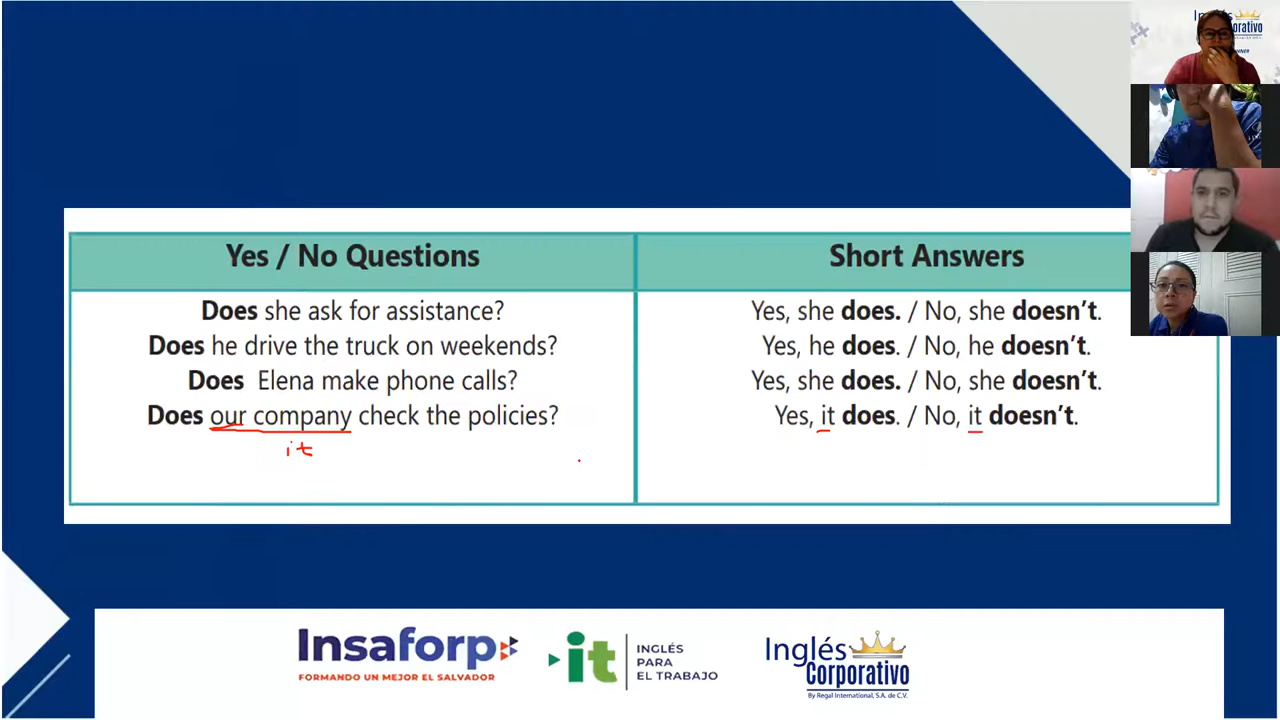 Inglés
orativo
Yes / No Questions
Short Answers
Does she ask for assistance?
Yes, she does. / No, she doesn't.
Does he drive the truck on weekends?
Yes, he does. / No, he doesn't.
Does Elena make phone calls?
Yes, she does. / No, she doesn't.
Does our company check the policies?
Yes, it does. / No, it doesn't.
it
Insaforp
FORMANDO UN MEJOR EL SALVADOR
it
INGLÉS
PARA
EL TRABAJO
Inglés
Corporativo
By Regal International, S.A. de C.V.